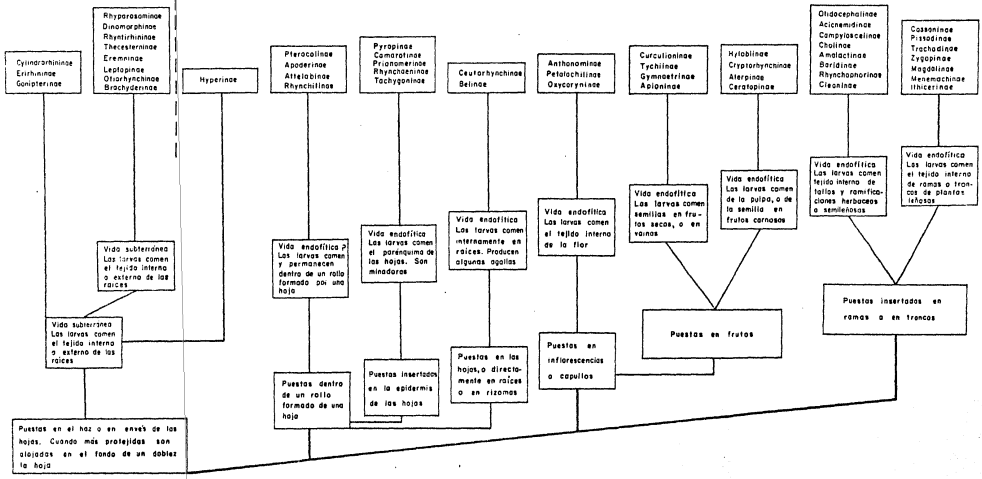 Cylindrorhininae
Erirhininae
Gonipterinae
Rhyparosominae
Dinomorphinae
Rhyntirhininae
Thecesterninae
Eremninae
Leptopinae
Otiorhynchinae
Brachyderinae
Hyperinae
Pterocolinae
Apoderinae
Attelabinae
Rhynchitinae
Pyropinae
Camarotinae
Prionomerinae
Rhynchaeninae
Tachygoninae
Ceutorhynchinae
Belinae
Anthonominae
Petalochilinae
Oxycoryninae
Curculioninae
Tychiinae
Gymnaetrinae
Apioninae
Hylobiinae
Cryptorhynchinae
Aterpinae
Ceratopinae
Olidocephalinae
Acicnemidinae
Campyloscelinae
Cholinae
Amalactinae
Baridinae
Rhynchophorinae
Cleoninae
Cossoninae
Pissodinae
Trachodinae
Zygopinae
Magdalinae
Menemachinae
Ithicerinae
Vida subterránea
Las larvas comen
el tejido interno
o externo de las
raíces
Vida subterránea
Las larvas comen
el tejido interno
o externo de las
raíces
Puestas en el haz o en envés de las
hojas. Cuando más protejidas son
alojadas en el fondo de un doblez
la hoja
Vida endofítica ?
Las larvas comen
y permanecen
dentro de un rollo
formado por una
hoja
Puestas dentro
de un rollo
formado de una
hoja
Vida endofítica
Las larvas comen
el parénquima de
las hojas. Son
minadoras
Puestas insertadas
en la epidermis
de las hojas
Vida endofítica
Las larvas comen
internamente en
raíces. Producen
algunas agallas
Puestas en las
hojas, o directa-
mente en raíces
o en rizomas
Vida endofítica
Las larvas comen
el tejido interno
de la flor
Puestas en
inflorescencias
o capullos
Vida endofítica
Las larvas comen
semillas en fru-
tos secos, o en
vainas
Vida endofítica
Las larvas comen
de la pulpa, o de
la semilla en
frutos carnosos
Puestas en frutos
Vida endofítica
Las larvas comen
tejido interno de
tallos y ramifica-
ciones herbaceos
o semileñosas
Vida endofítica
Las larvas comen
el tejido interno
de ramas o tron-
cos de plantas
leñosas
Puestas insertadas en
ramas o en troncos